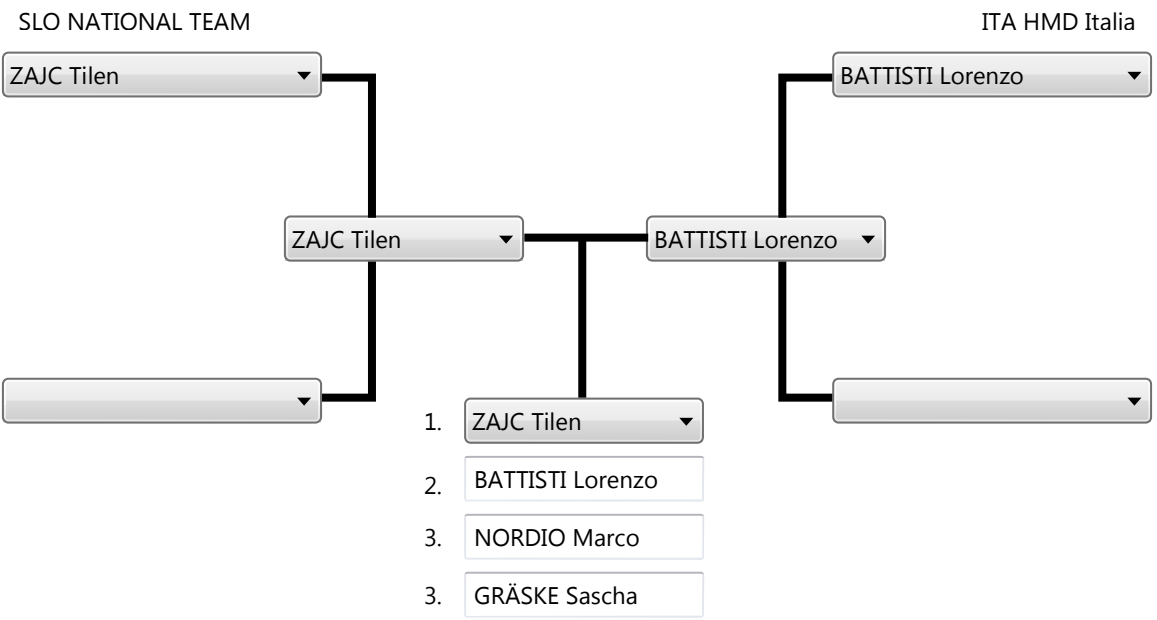 SLO NATIONAL TEAM
ITA HMD Italia
ZAJC Tilen
BATTISTI Lorenzo
ZAJC Tilen
BATTISTI Lorenzo
1. ZAJC Tilen
2. BATTISTI Lorenzo
3. NORDIO Marco
3. GRÄSKE Sascha